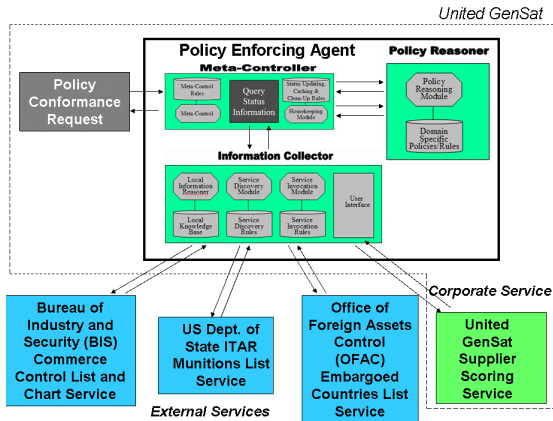 United GenSat
Policy Enforcing Agent
Policy Reasoner
Meta-Controller
Policy
Conformance
Request
Meta-Control
Rules
Meta-Control
Query
Status
Information
Status Updating,
Caching &
Clean-Up Rules
Housekeeping
Module
Policy
Reasoning
Module
Domain
Specific
Policies/Rules
Information Collector
Local
Information
Reasoner
Service
Discovery
Module
Service
Invocation
Module
User
Interface
Local
Knowledge
Base
Service
Discovery
Rules
Service
Invocation
Rules
Corporate Service
Bureau of
Industry and
Security (BIS)
Commerce
Control List and
Chart Service
US Dept. of
State ITAR
Munitions List
Service
Office of
Foreign Assets
Control
(OFAC)
Embargoed
Countries List
Service
United
GenSat
Supplier
Scoring
Service
External Services